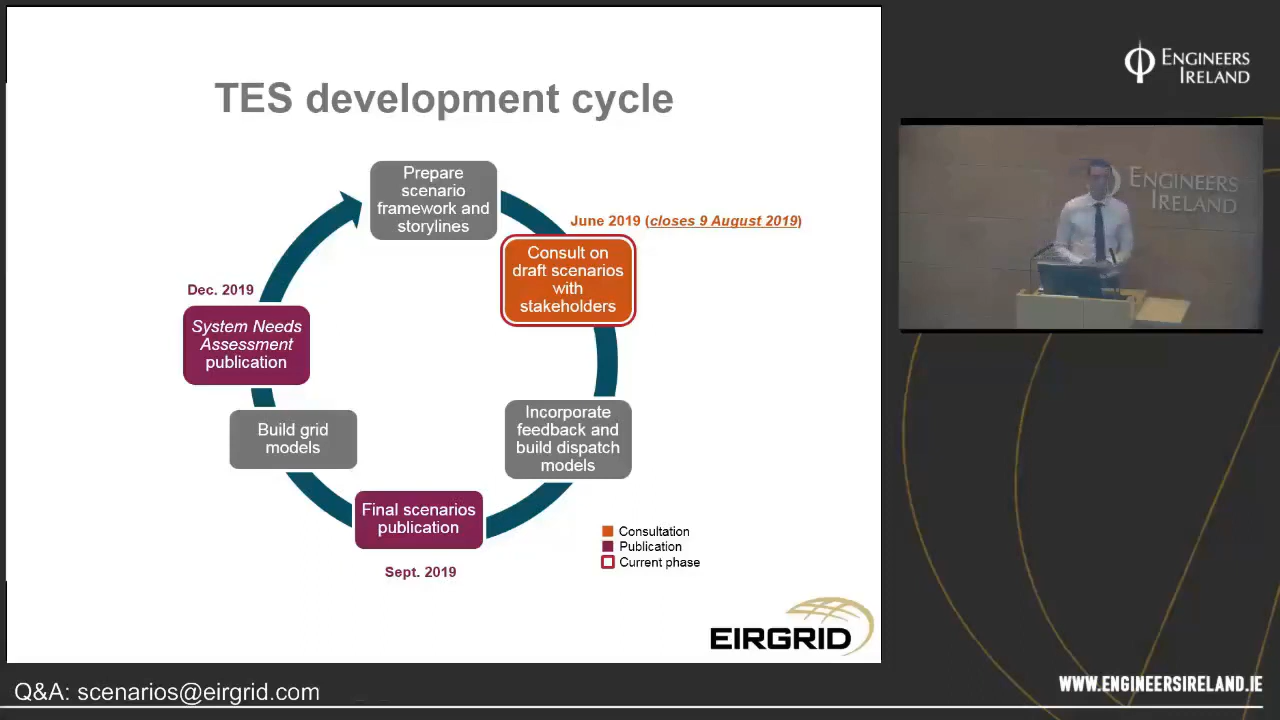 TES development cycle
Prepare
scenario
framework and
storylines
June 2019 (closes 9 August 2019)
Consult on
draft scenarios
with
stakeholders
Dec. 2019
System Needs
Assessment
publication
Incorporate
feedback and
build dispatch
models
Build grid
models
Final scenarios
publication
Sept. 2019
Consultation
Publication
Current phase
EIRGRID
Q&A: scenarios@eirgrid.com
ENGINEERS
IRELAND
ENGINEERS
IRELAND
WWW.ENGINEERSIRELAND.IE